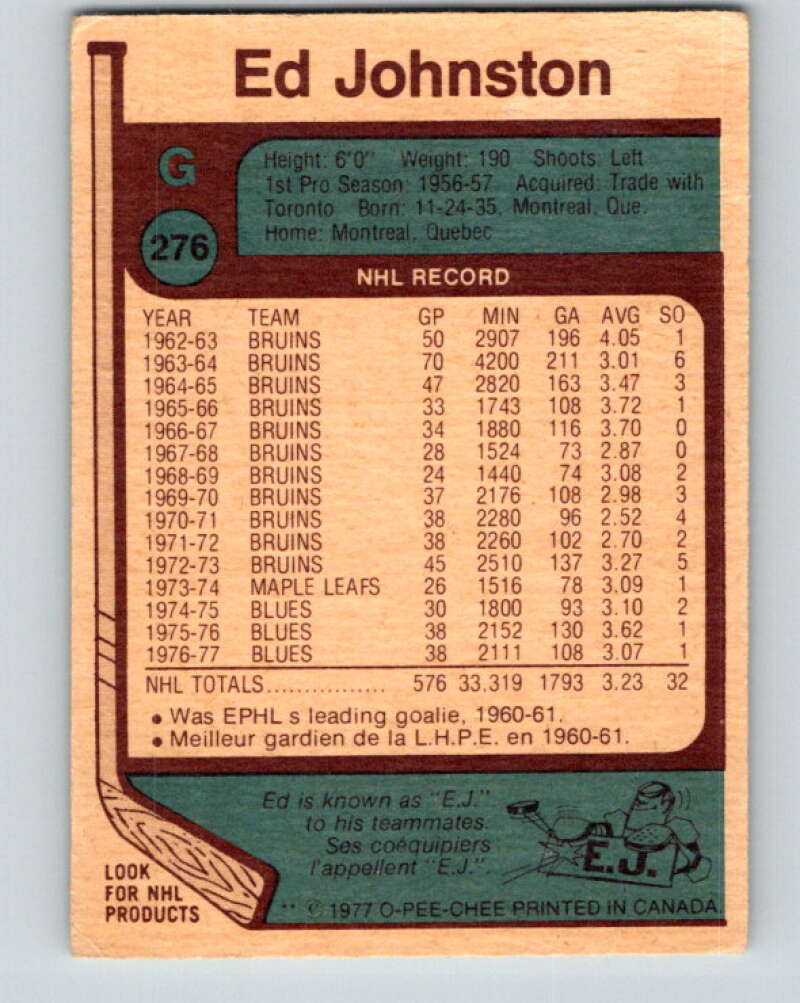 Ed Johnston
G
Height: 6'0" Weight: 190 Shoots: Left
1st Pro Season: 1956-57 Acquired: Trade with
Toronto Born: 11-24-35, Montreal, Que.
Home: Montreal, Quebec
276
NHL RECORD
YEAR TEAM GP MIN GA AVG SO
1962-63 BRUINS 50 2907 196 4.05 1
1963-64 BRUINS 70 4200 211 3.01 6
1964-65 BRUINS 47 2820 163 3.47 3
1965-66 BRUINS 33 1743 108 3.72 1
1966-67 BRUINS 34 1880 116 3.70 0
1967-68 BRUINS 28 1524 73 2.87 0
1968-69 BRUINS 24 1440 74 3.08 2
1969-70 BRUINS 37 2176 108 2.98 3
1970-71 BRUINS 38 2280 96 2.52 4
1971-72 BRUINS 38 2260 102 2.70 2
1972-73 BRUINS 45 2510 137 3.27 5
1973-74 MAPLE LEAFS 26 1516 78 3.09 1
1974-75 BLUES 30 1800 93 3.10 2
1975-76 BLUES 38 2152 130 3.62 1
1976-77 BLUES 38 2111 108 3.07 1
NHL TOTALS................ 576 33,319 1793 3.23 32
• Was EPHL s leading goalie, 1960-61.
• Meilleur gardien de la L.H.P.E. en 1960-61.
Ed is known as "E.J."
to his teammates.
Ses coéquipiers
l'appellent "E.J.".
E.J.
LOOK
FOR NHL
PRODUCTS
** © 1977 O-PEE-CHEE PRINTED IN CANADA